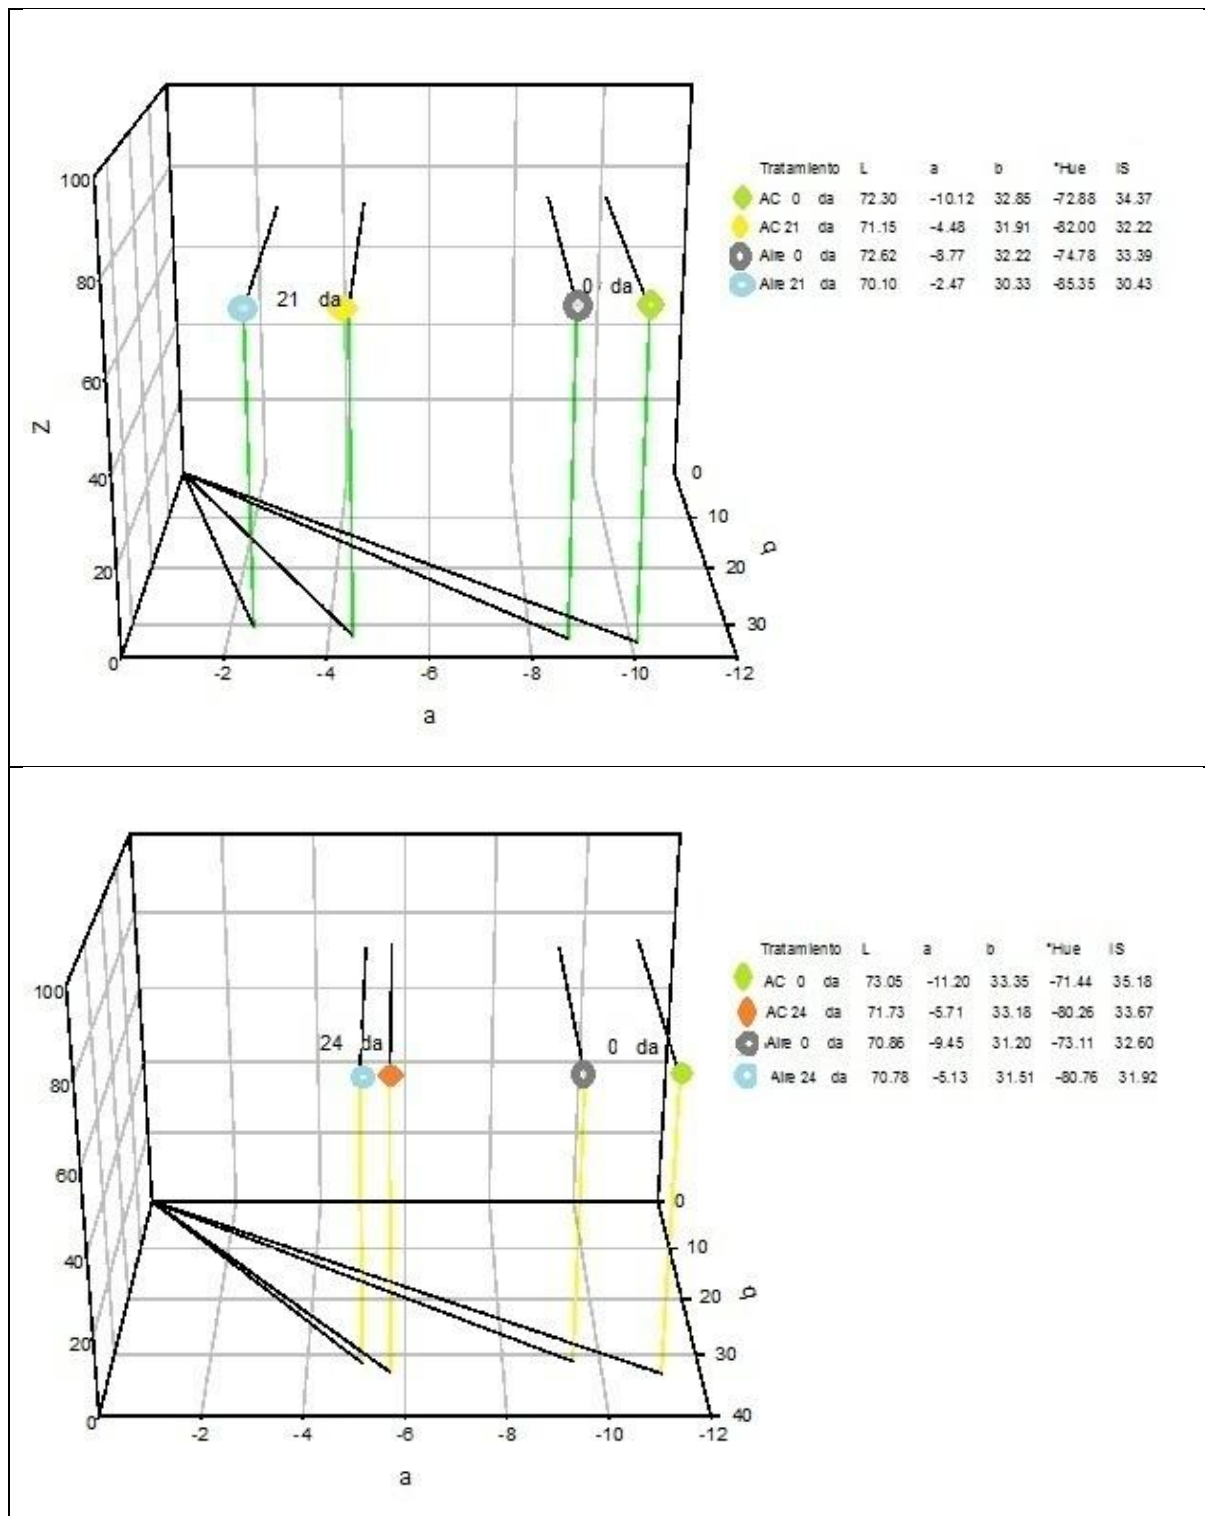 Tratamiento L a b °Hue IS
AC 0 da 72.30 -10.12 32.85 -72.88 34.37
AC 21 da 71.15 -4.48 31.91 -82.00 32.22
Aire 0 da 72.62 -8.77 32.22 -74.78 33.39
Aire 21 da 70.10 -2.47 30.33 -85.35 30.43
100
80
60
40
20
0
Z
21 da
0 da
0
10
20
30
b
-2 -4 -6 -8 -10 -12
a
Tratamiento L a b °Hue IS
AC 0 da 73.05 -11.20 33.35 -71.44 35.18
AC 24 da 71.73 -5.71 33.18 -80.26 33.67
Aire 0 da 70.86 -9.45 31.20 -73.11 32.60
Aire 24 da 70.78 -5.13 31.51 -80.76 31.92
100
80
60
40
20
0
24 da
0 da
0
10
20
30
40
b
-2 -4 -6 -8 -10 -12
a